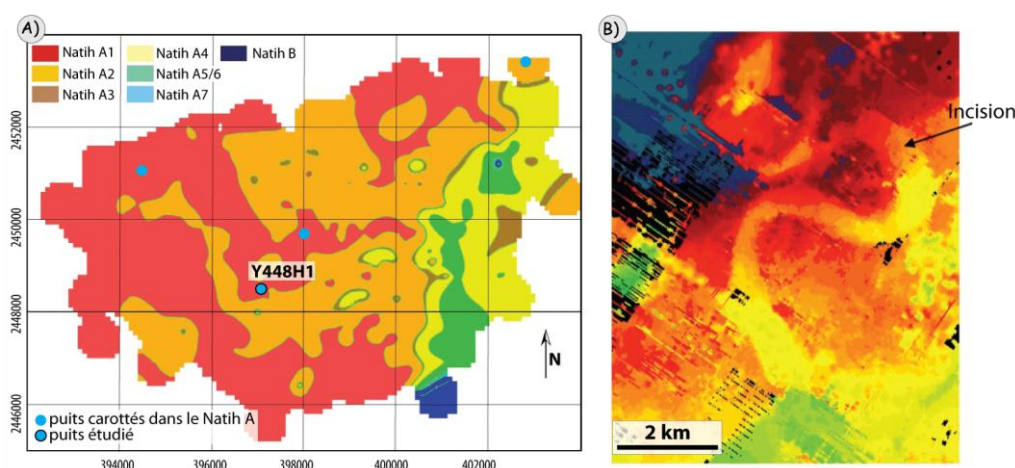 A)
Natih A1
Natih A4
Natih B
Natih A2
Natih A5/6
Natih A3
Natih A7
2452000
2450000
2448000
2446000
Y448H1
N
puits carottés dans le Natih A
puits étudié
394000
396000
398000
400000
402000
B)
Incision
2 km